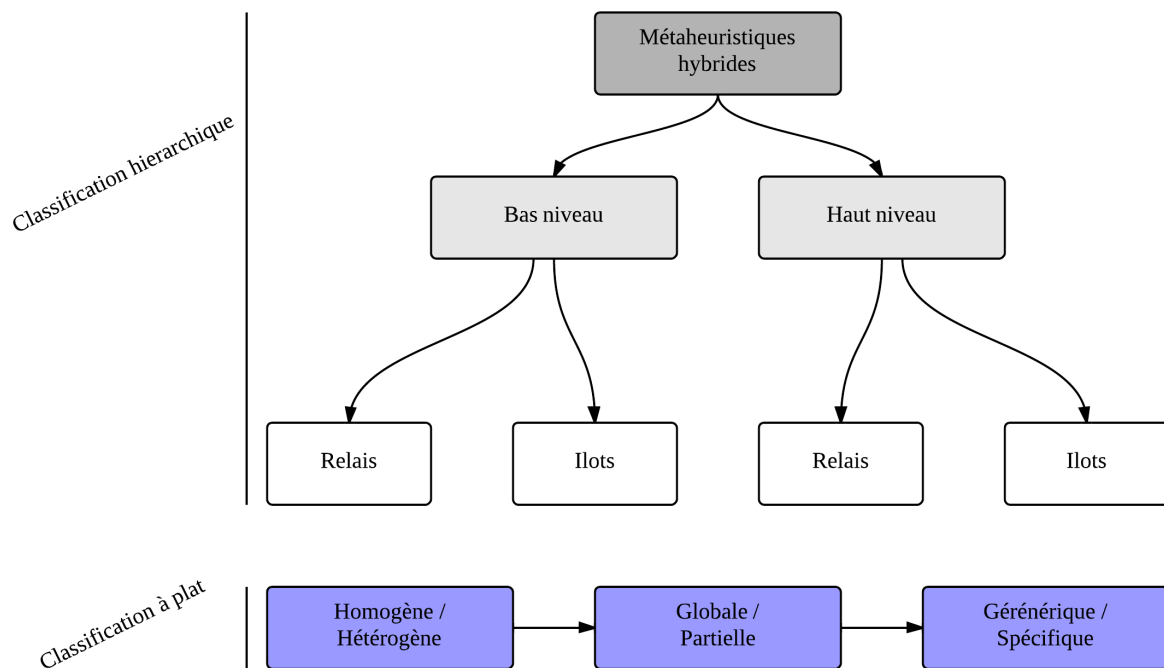 Métaheuristiques
hybrides
Classification hierarchique
Bas niveau
Haut niveau
Relais
Ilots
Relais
Ilots
Classification à plat
Homogène /
Hétérogène
Globale /
Partielle
Gérénérique /
Spécifique